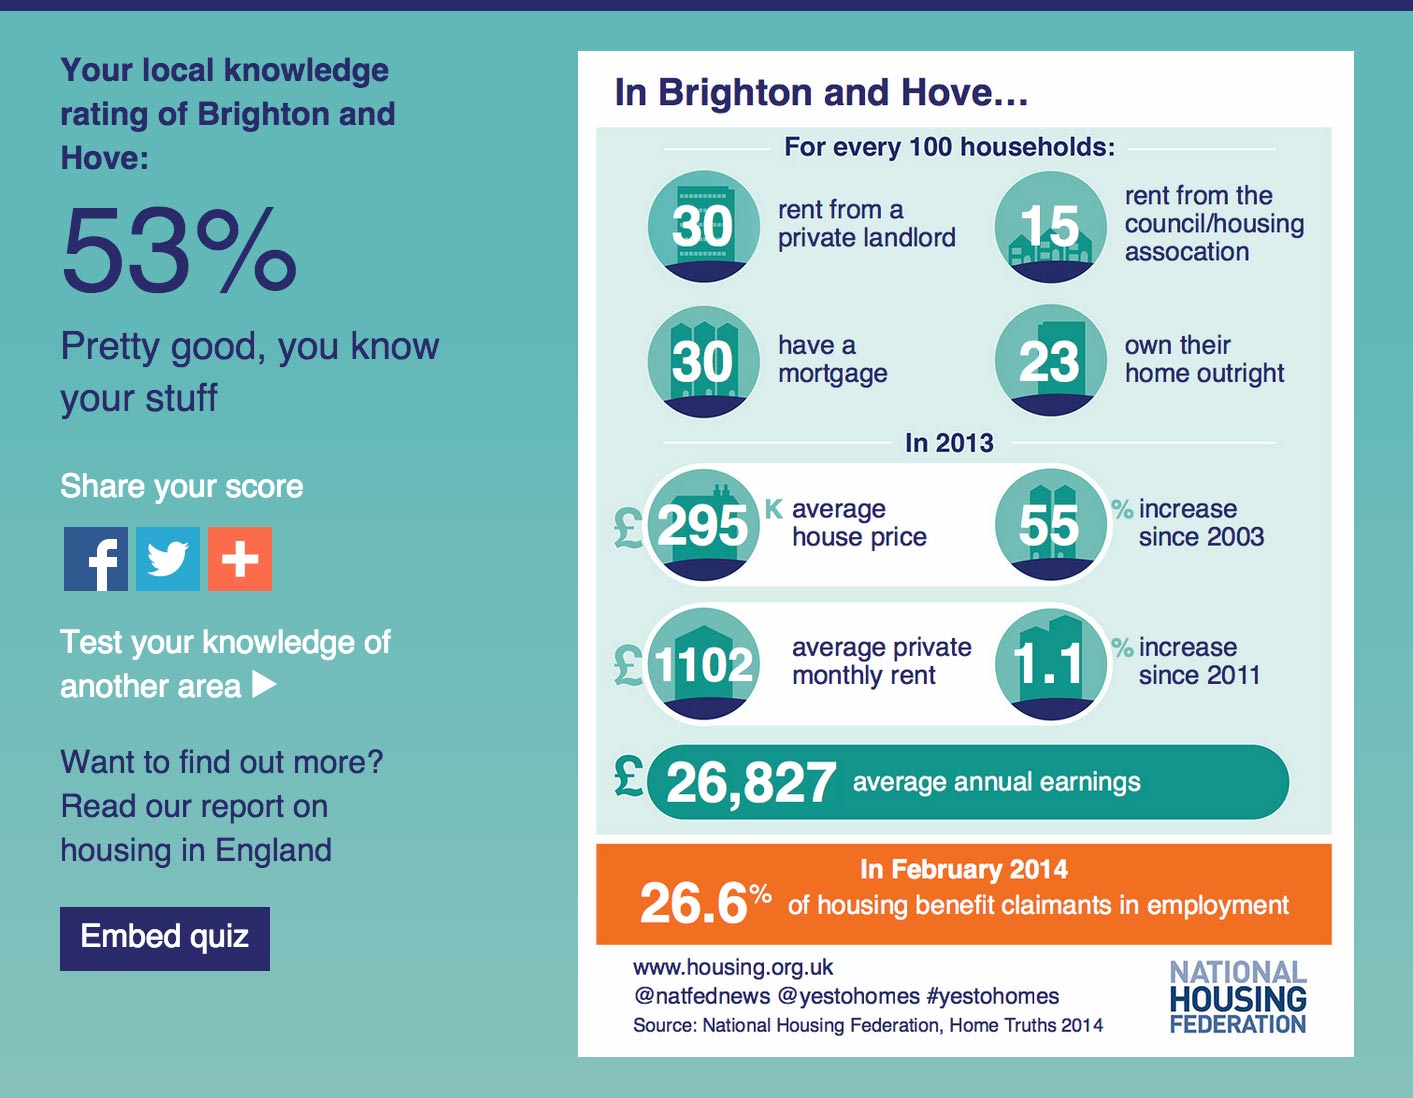 Your local knowledge
rating of Brighton and
Hove:
53%
Pretty good, you know
your stuff
Share your score
f
Test your knowledge of
another area ▶
Want to find out more?
Read our report on
housing in England
Embed quiz
In Brighton and Hove...
For every 100 households:
30 rent from a
private landlord
15 rent from the
council/housing
assocation
30 have a
mortgage
23 own their
home outright
In 2013
£295K average
house price
55% increase
since 2003
£1102 average private
monthly rent
1.1% increase
since 2011
£26,827 average annual earnings
In February 2014
26.6% of housing benefit claimants in employment
www.housing.org.uk
@natfednews @yestohomes #yestohomes
Source: National Housing Federation, Home Truths 2014
NATIONAL
HOUSING
FEDERATION